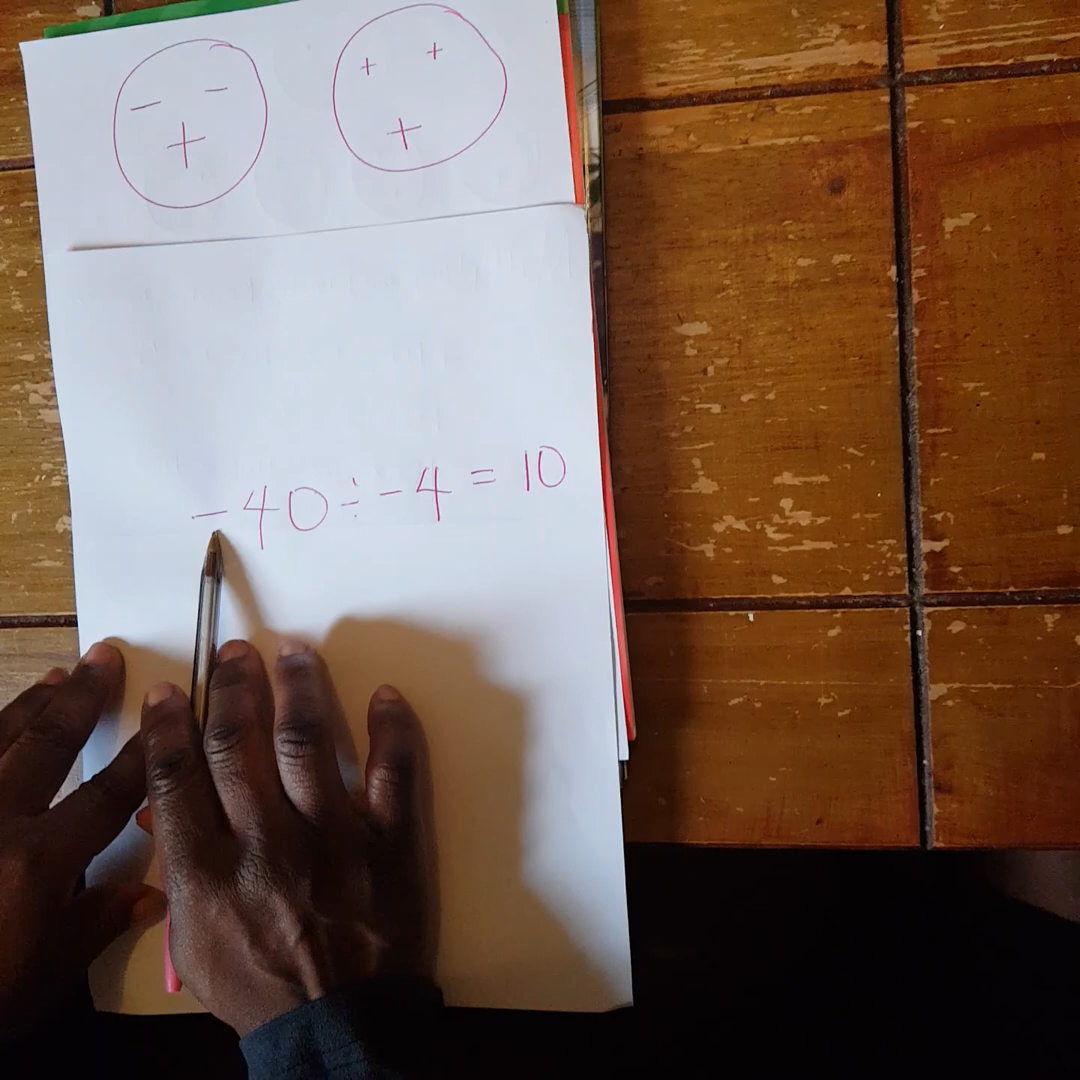 - - + +
+ +
-40 ÷ -4 = 10